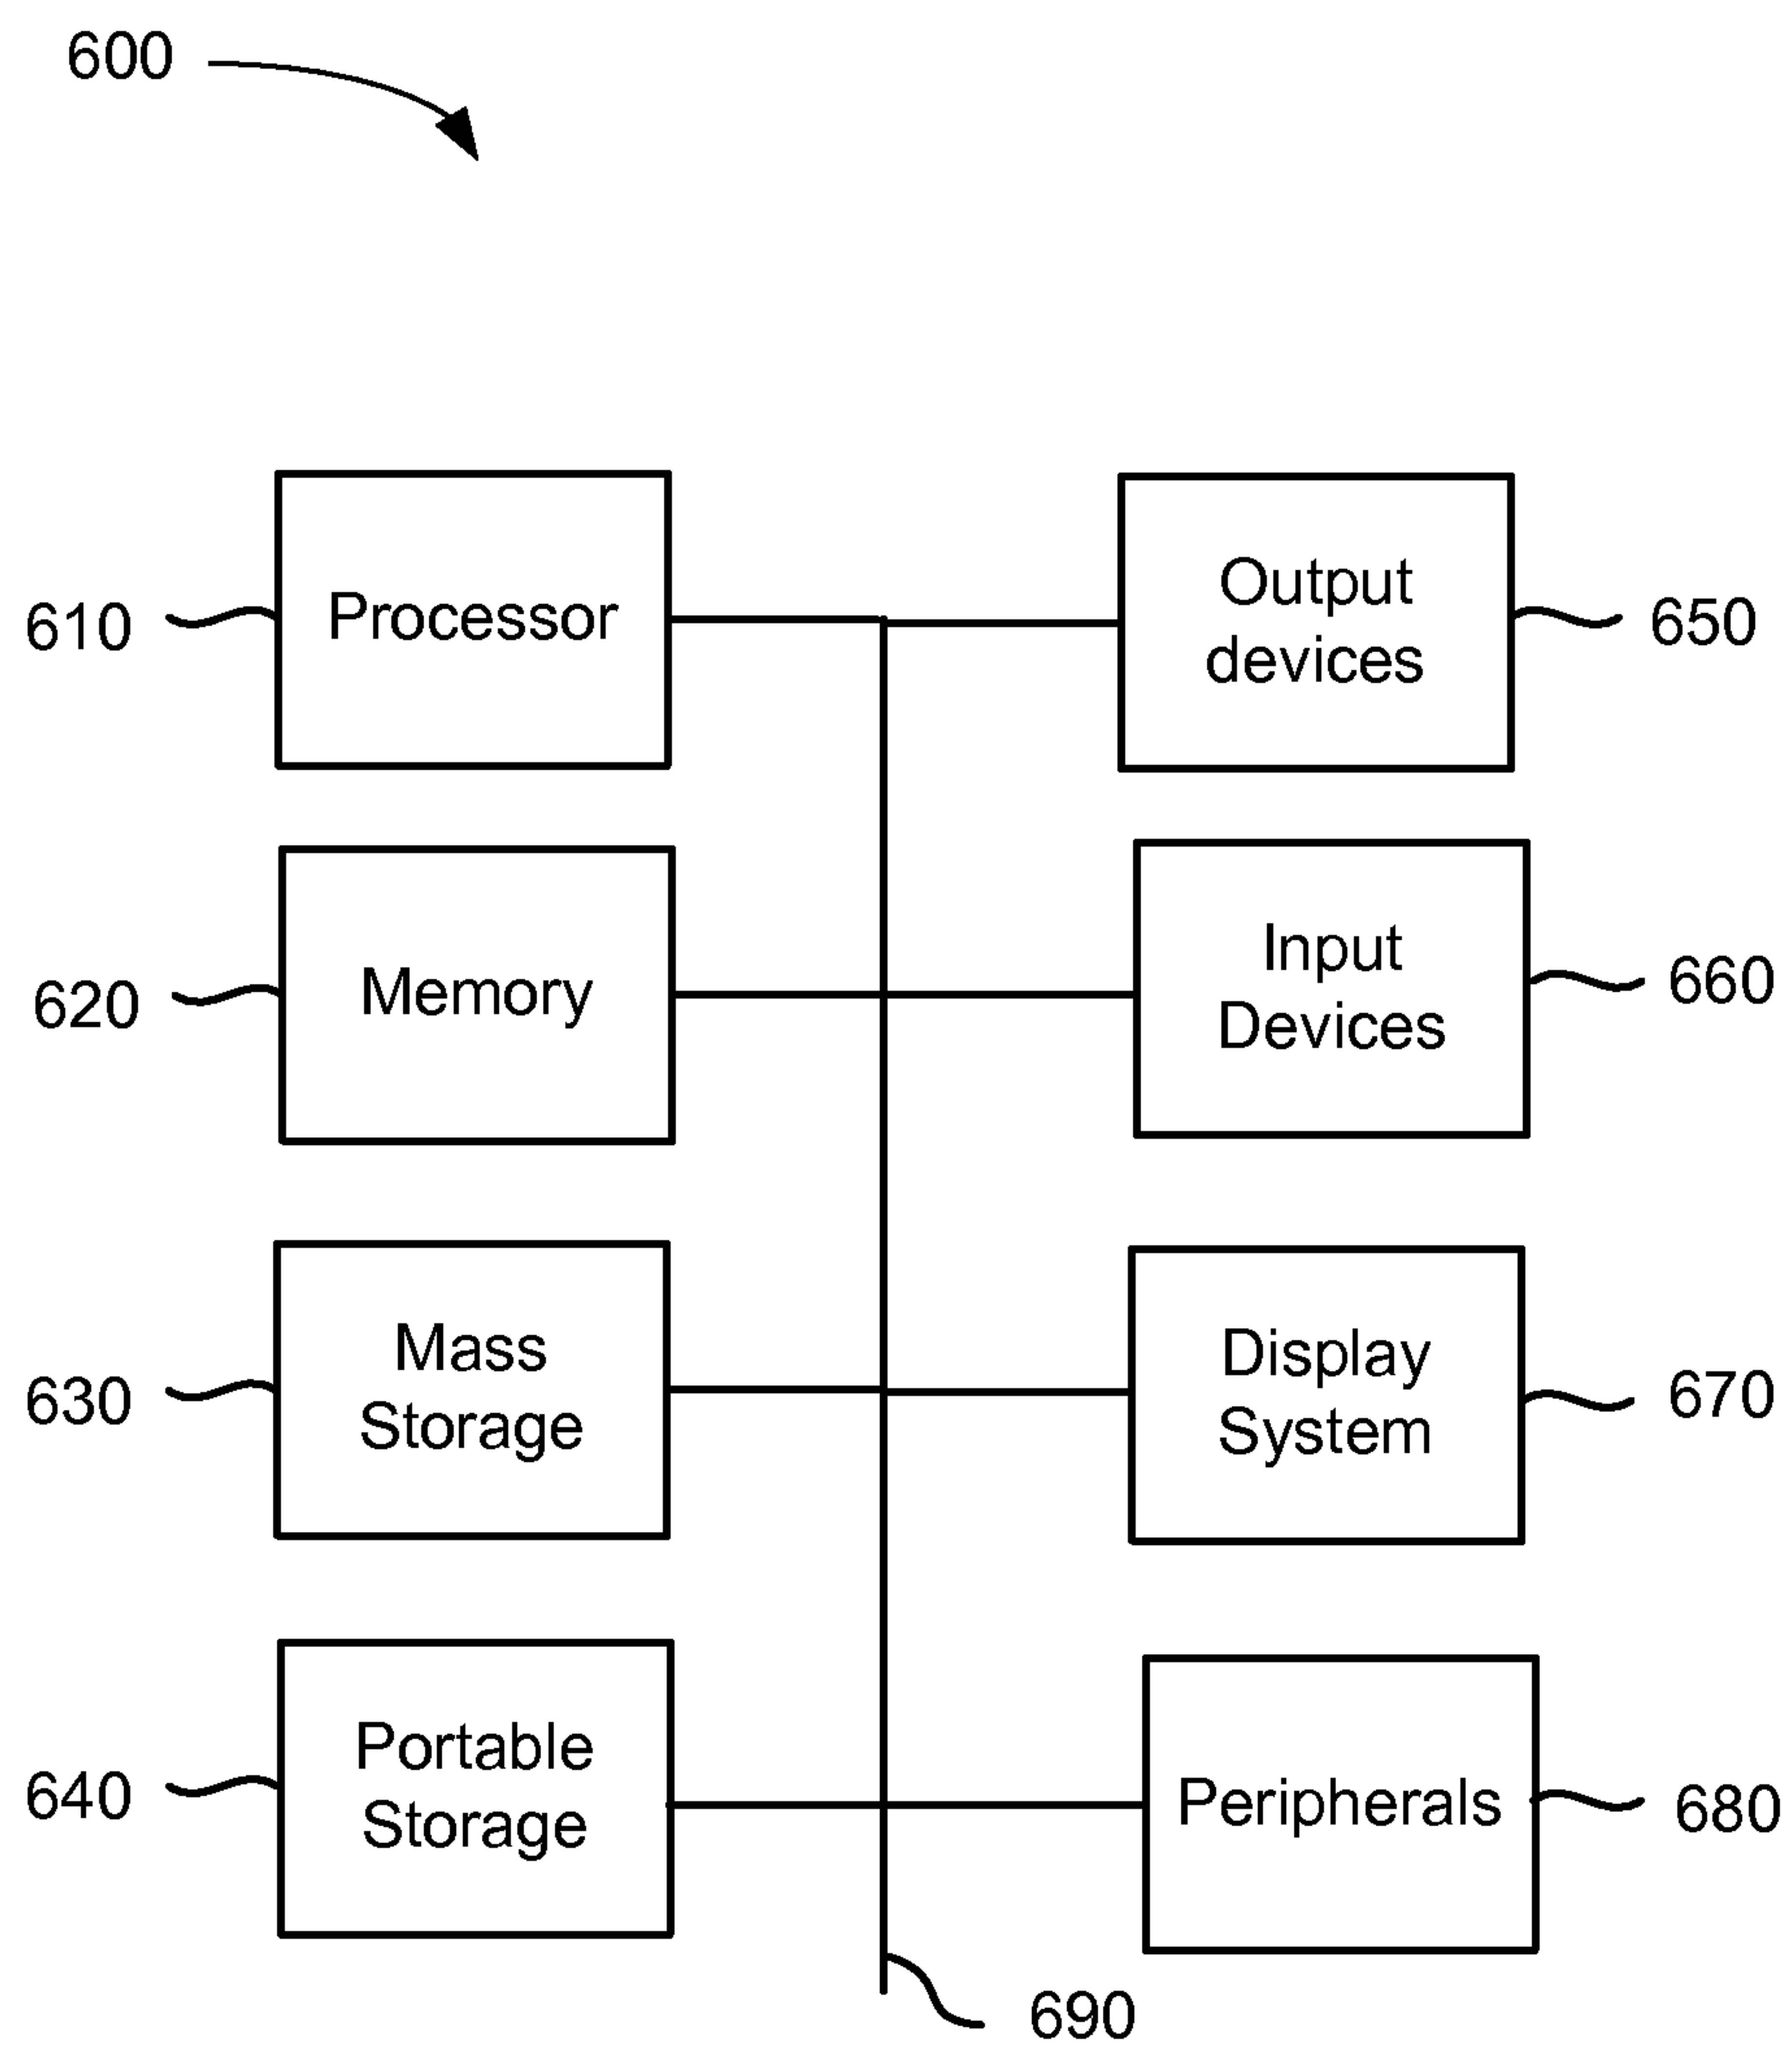 600
610
Processor
Output
devices
650
620
Memory
Input
Devices
660
630
Mass
Storage
Display
System
670
640
Portable
Storage
Peripherals
680
690